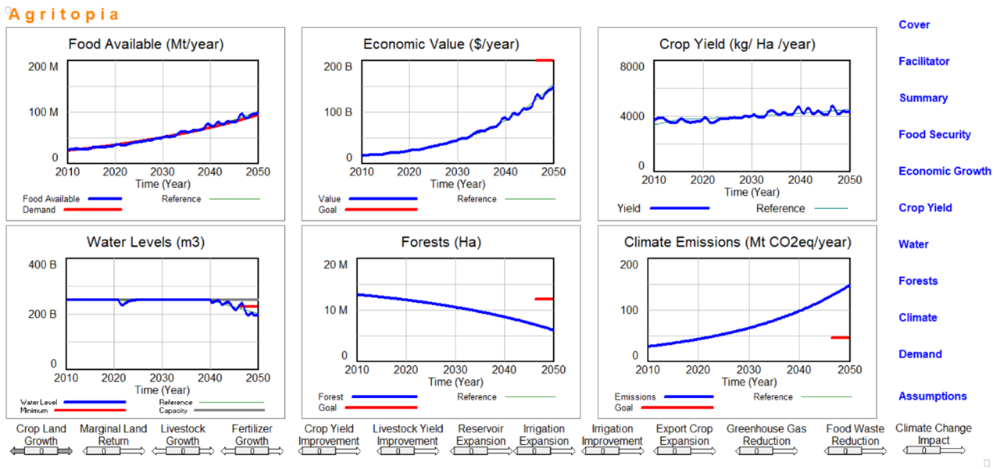 Agritopia
Food Available (Mt/year)
200 M
100 M
0
2010 2020 2030 2040 2050
Time (Year)
Food Available Reference
Demand
Economic Value ($/year)
200 B
100 B
0
2010 2020 2030 2040 2050
Time (Year)
Value Reference
Goal
Crop Yield (kg/ Ha /year)
8000
4000
0
2010 2020 2030 2040 2050
Time (Year)
Yield Reference
Water Levels (m3)
400 B
200 B
0
2010 2020 2030 2040 2050
Time (Year)
Water Level Reference
Minimum Capacity
Forests (Ha)
20 M
10 M
0
2010 2020 2030 2040 2050
Time (Year)
Forest Reference
Goal
Climate Emissions (Mt CO2eq/year)
200
100
0
2010 2020 2030 2040 2050
Time (Year)
Emissions Reference
Goal
Cover
Facilitator
Summary
Food Security
Economic Growth
Crop Yield
Water
Forests
Climate
Demand
Assumptions
Crop Land
Growth
0
Marginal Land
Return
0
Livestock
Growth
0
Fertilizer
Growth
0
Crop Yield
Improvement
0
Livestock Yield
Improvement
0
Reservoir
Expansion
0
Irrigation
Expansion
0
Irrigation
Improvement
0
Export Crop
Expansion
0
Greenhouse Gas
Reduction
0
Food Waste
Reduction
0
Climate Change
Impact
0